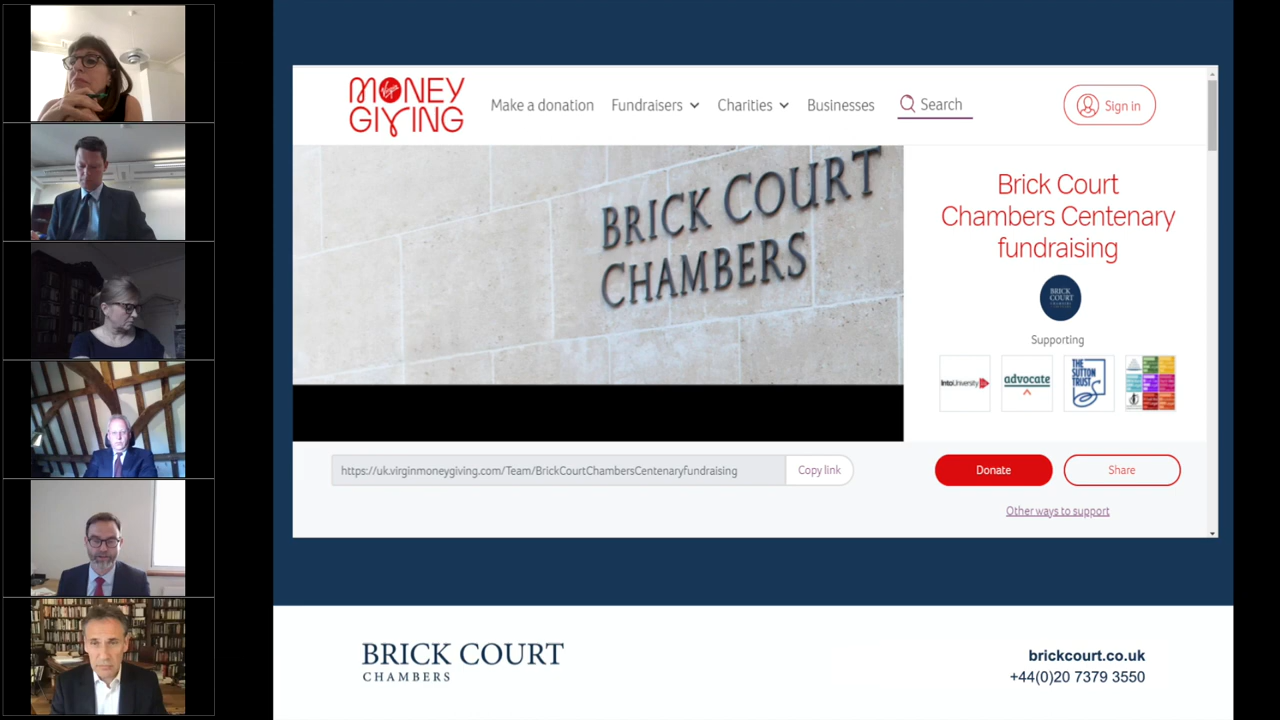 MONEY
Virgin
GIVING
Make a donation
Fundraisers
Charities
Businesses
Search
Sign in
BRICK COURT
CHAMBERS
Brick Court
Chambers Centenary
fundraising
BRICK
COURT
Supporting
IntoUniversity
advocate
THE
SUTTON
TRUST
https://uk.virginmoneygiving.com/Team/BrickCourtChambersCentenaryfundraising
Copy link
Donate
Share
Other ways to support
BRICK COURT
CHAMBERS
brickcourt.co.uk
+44(0)20 7379 3550